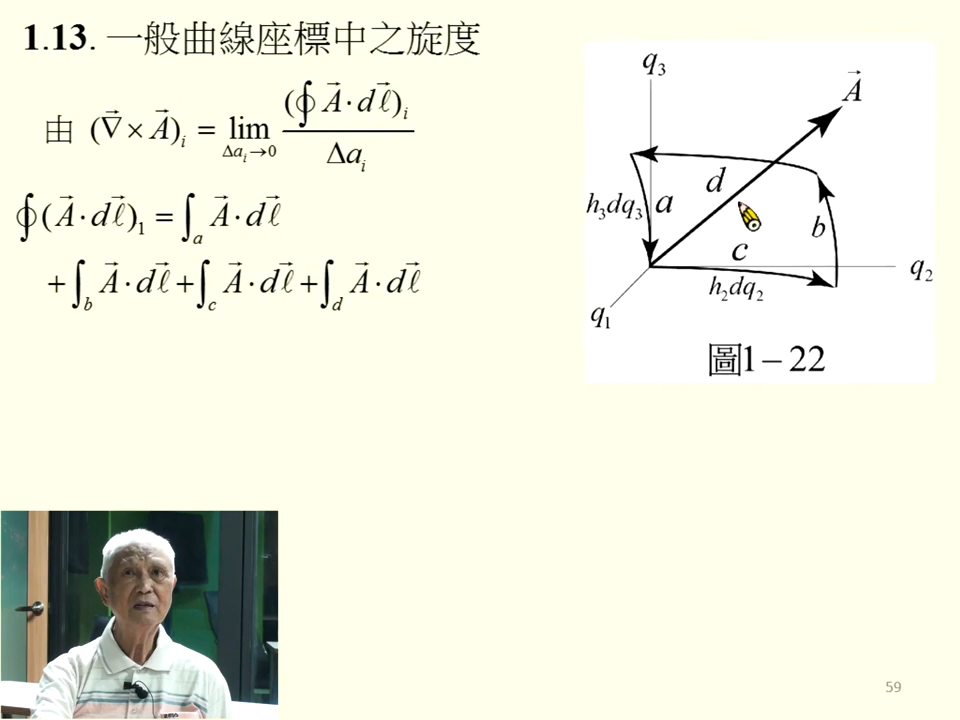 1.13. 一般曲線座標中之旋度
由 (∇⃗ × A⃗)ᵢ = lim_{Δaᵢ→0} (∮ A⃗·dℓ⃗)ᵢ / Δaᵢ
∮(A⃗·dℓ⃗)₁ = ∫ₐ A⃗·dℓ⃗
+ ∫_b A⃗·dℓ⃗ + ∫_c A⃗·dℓ⃗ + ∫_d A⃗·dℓ⃗
q₃
A⃗
d
h₃dq₃ a
b
c
q₂
h₂dq₂
q₁
圖1－22
59